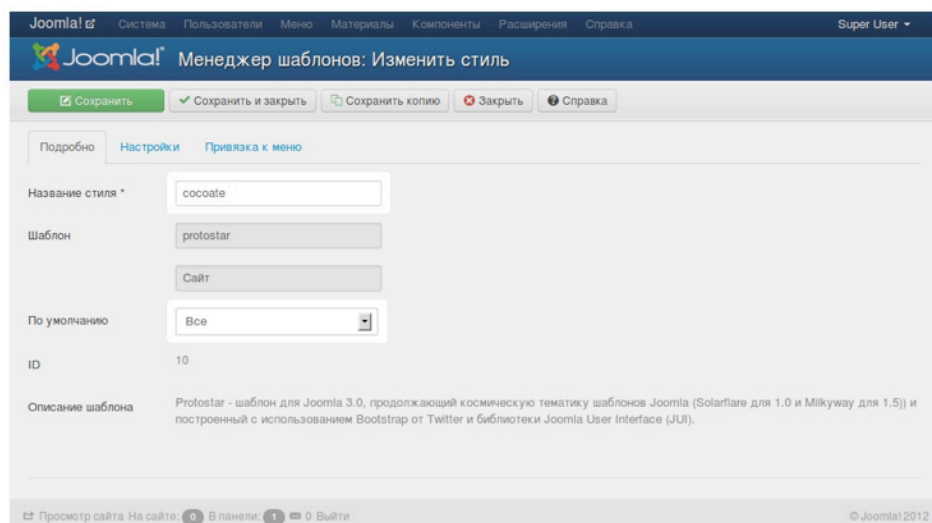 Joomla! Система Пользователи Меню Материалы Компоненты Расширения Справка Super User
Joomla! Менеджер шаблонов: Изменить стиль
Сохранить Сохранить и закрыть Сохранить копию Закрыть Справка
Подробно Настройки Привязка к меню
Название стиля * cocoate
Шаблон protostar
Сайт
По умолчанию Все
ID 10
Описание шаблона Protostar - шаблон для Joomla 3.0, продолжающий космическую тематику шаблонов Joomla (Solarflare для 1.0 и Milkyway для 1.5)) и
построенный с использованием Bootstrap от Twitter и библиотеки Joomla User Interface (JUI).
Просмотр сайта На сайте: 0 В панели: 1 0 Выйти © Joomla! 2012